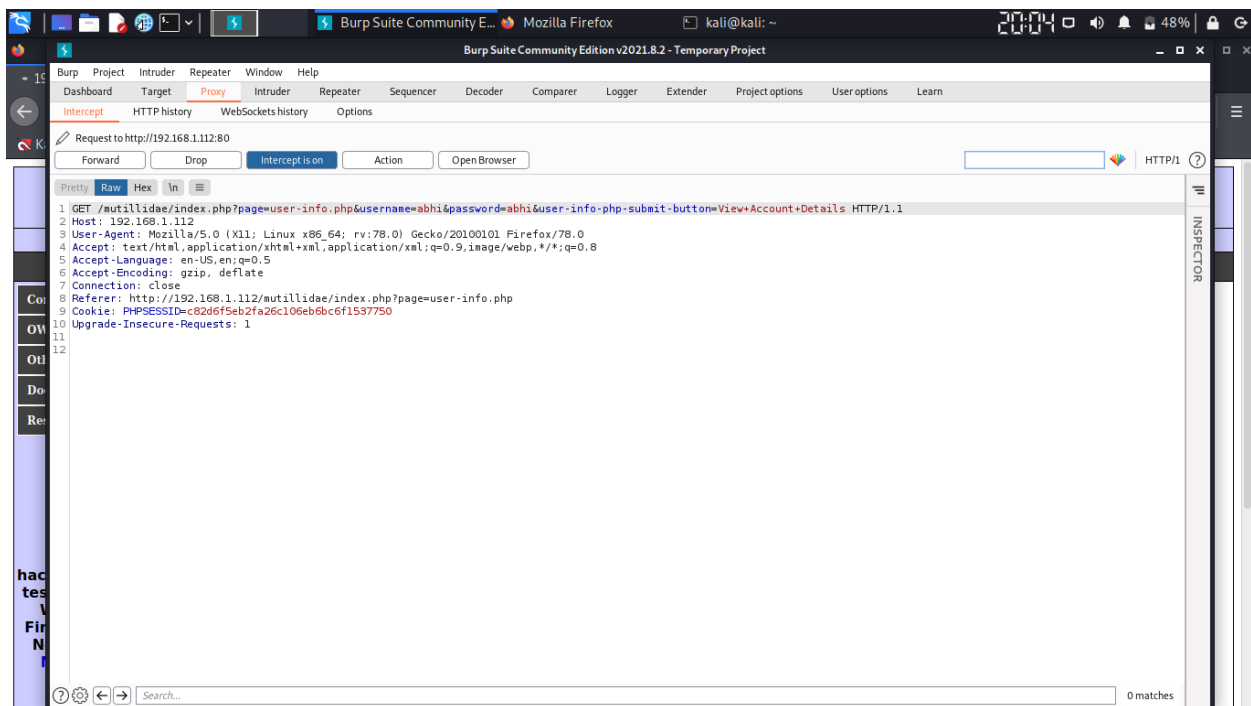 Burp Suite Community E... Mozilla Firefox kali@kali: ~ 20:04 48% G
Burp Suite Community Edition v2021.8.2 - Temporary Project
Burp Project Intruder Repeater Window Help
Dashboard Target Proxy Intruder Repeater Sequencer Decoder Comparer Logger Extender Project options User options Learn
Intercept HTTP history WebSockets history Options
Request to http://192.168.1.112:80
Forward Drop Intercept is on Action Open Browser HTTP/1 ?
Pretty Raw Hex \n
1 GET /mutillidae/index.php?page=user-info.php&username=abhi&password=abhi&user-info-php-submit-button=View+Account+Details HTTP/1.1
2 Host: 192.168.1.112
3 User-Agent: Mozilla/5.0 (X11; Linux x86_64; rv:78.0) Gecko/20100101 Firefox/78.0
4 Accept: text/html,application/xhtml+xml,application/xml;q=0.9,image/webp,*/*;q=0.8
5 Accept-Language: en-US,en;q=0.5
6 Accept-Encoding: gzip, deflate
7 Connection: close
8 Referer: http://192.168.1.112/mutillidae/index.php?page=user-info.php
9 Cookie: PHPSESSID=c82d6f5eb2fa26c106eb6bc6f1537750
10 Upgrade-Insecure-Requests: 1
11
12
INSPECTOR
hac
tes
Fir
N
? Search... 0 matches